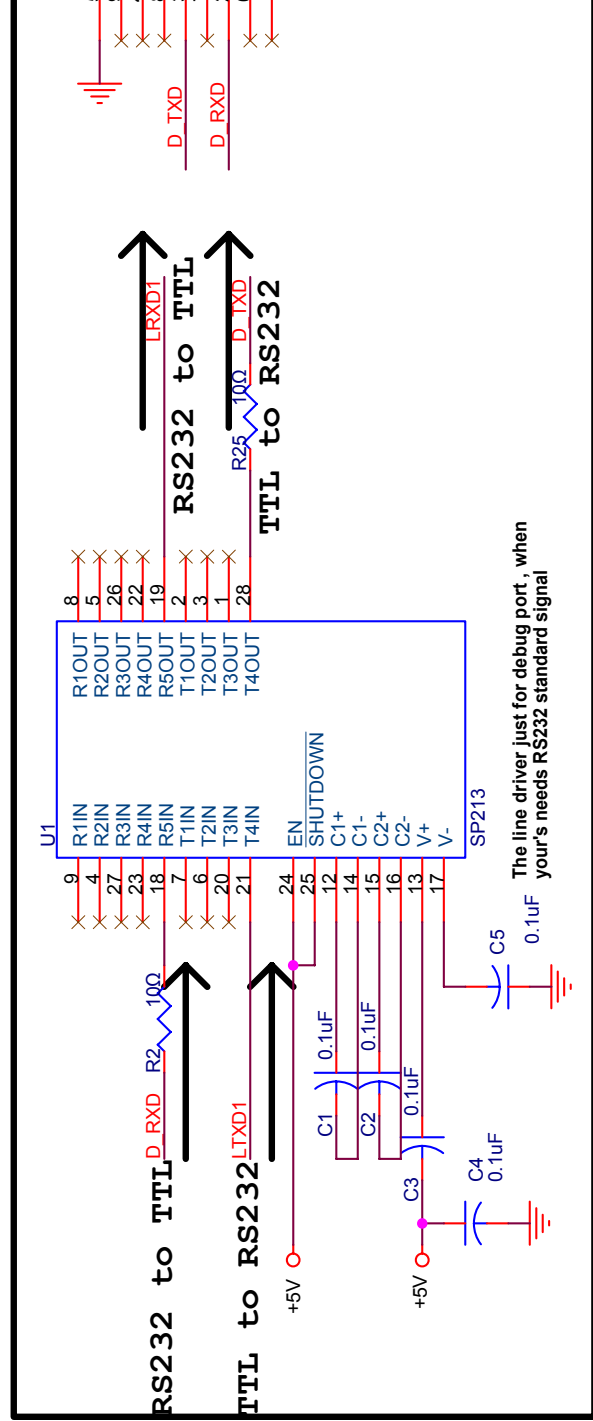 U1
9 R1IN R1OUT 8
4 R2IN R2OUT 5
27 R3IN R3OUT 26
23 R4IN R4OUT 22
18 R5IN R5OUT 19
7 T1IN T1OUT 2
6 T2IN T2OUT 3
20 T3IN T3OUT 1
21 T4IN T4OUT 28
24 EN
25 SHUTDOWN
12 C1+
14 C1-
15 C2+
16 C2-
13 V+
17 V-
SP213
D_RXD R2 10Ω
RS232 to TTL
LTXD1
TTL to RS232
LRXD1
RS232 to TTL
R25 10Ω D_TXD
TTL to RS232
D_TXD
D_RXD
+5V
C1 0.1uF
C2 0.1uF
C3 0.1uF
+5V
C4
0.1uF
C5
0.1uF
The line driver just for debug port , when
your's needs RS232 standard signal